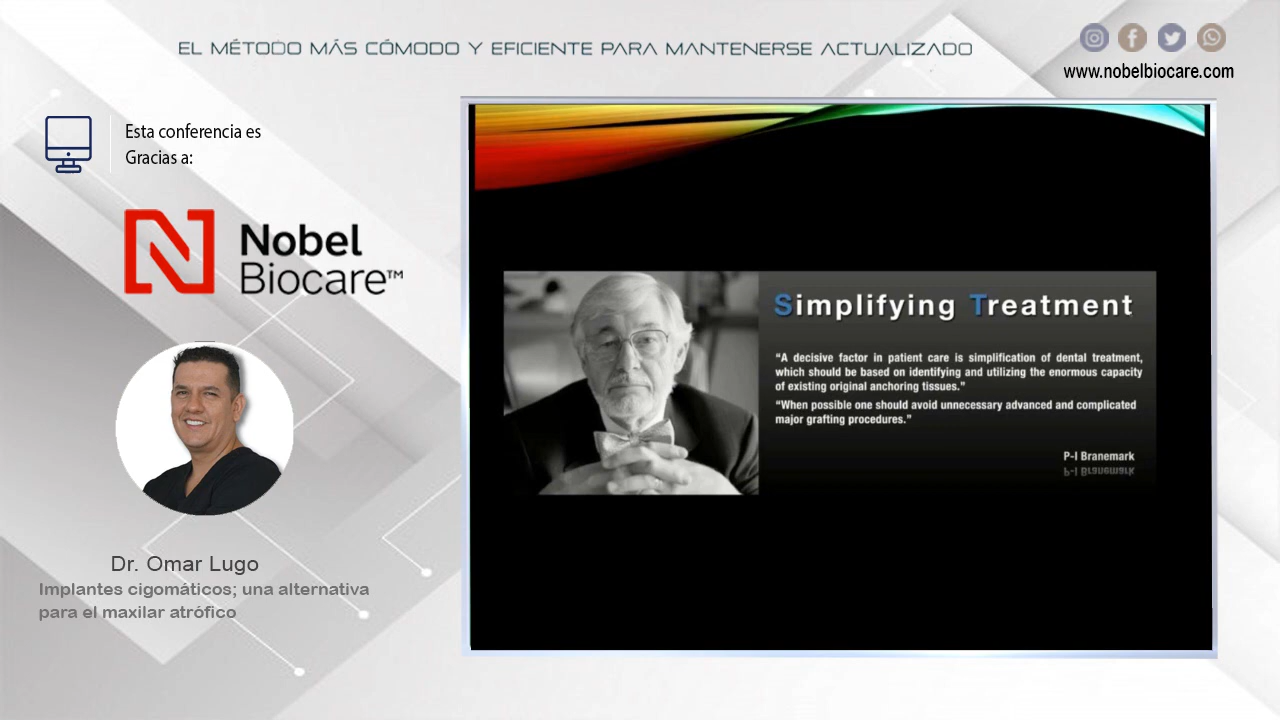 EL MÉTODO MÁS CÓMODO Y EFICIENTE PARA MANTENERSE ACTUALIZADO
www.nobelbiocare.com
Esta conferencia es
Gracias a:
Nobel
Biocare™
Dr. Omar Lugo
Implantes cigomáticos; una alternativa
para el maxilar atrófico
Simplifying Treatment
“A decisive factor in patient care is simplification of dental treatment,
which should be based on identifying and utilizing the enormous capacity
of existing original anchoring tissues.”
“When possible one should avoid unnecessary advanced and complicated
major grafting procedures.”
P-I Branemark